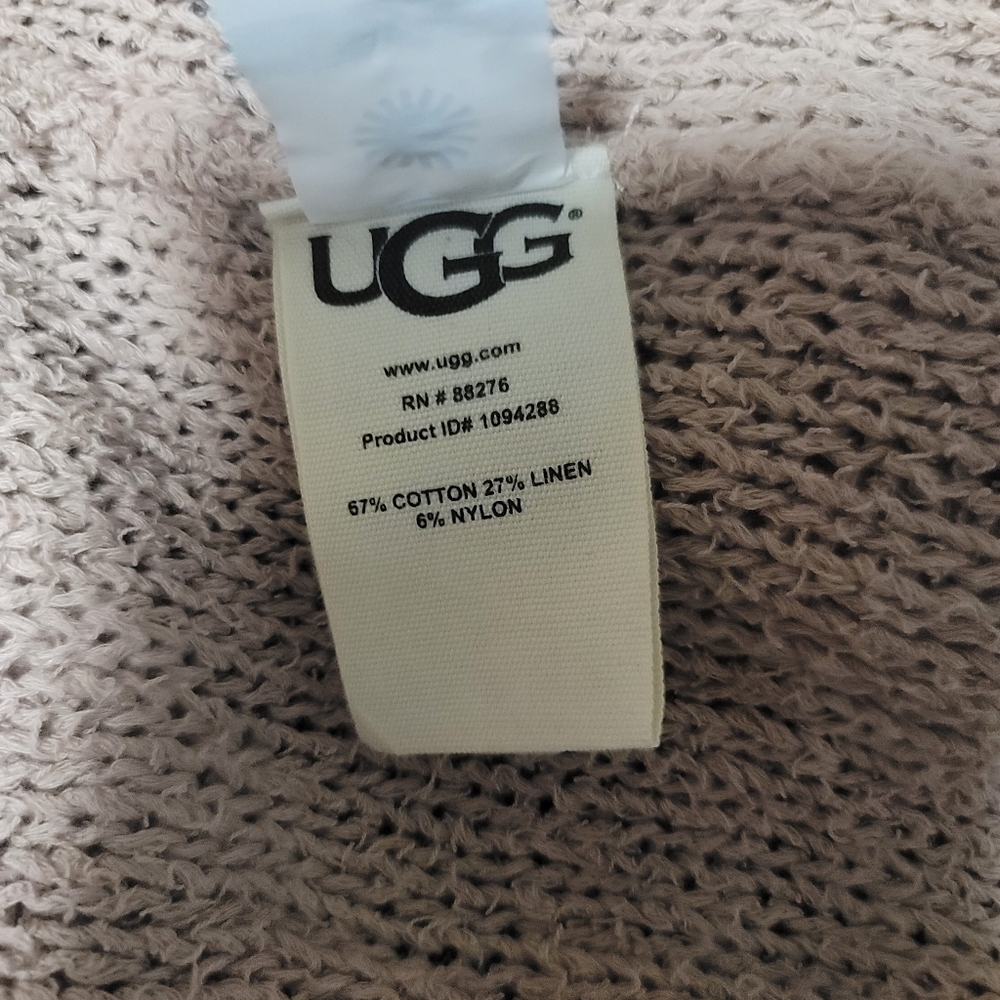 UGG®
www.ugg.com
RN # 88276
Product ID# 1094288
67% COTTON 27% LINEN
6% NYLON